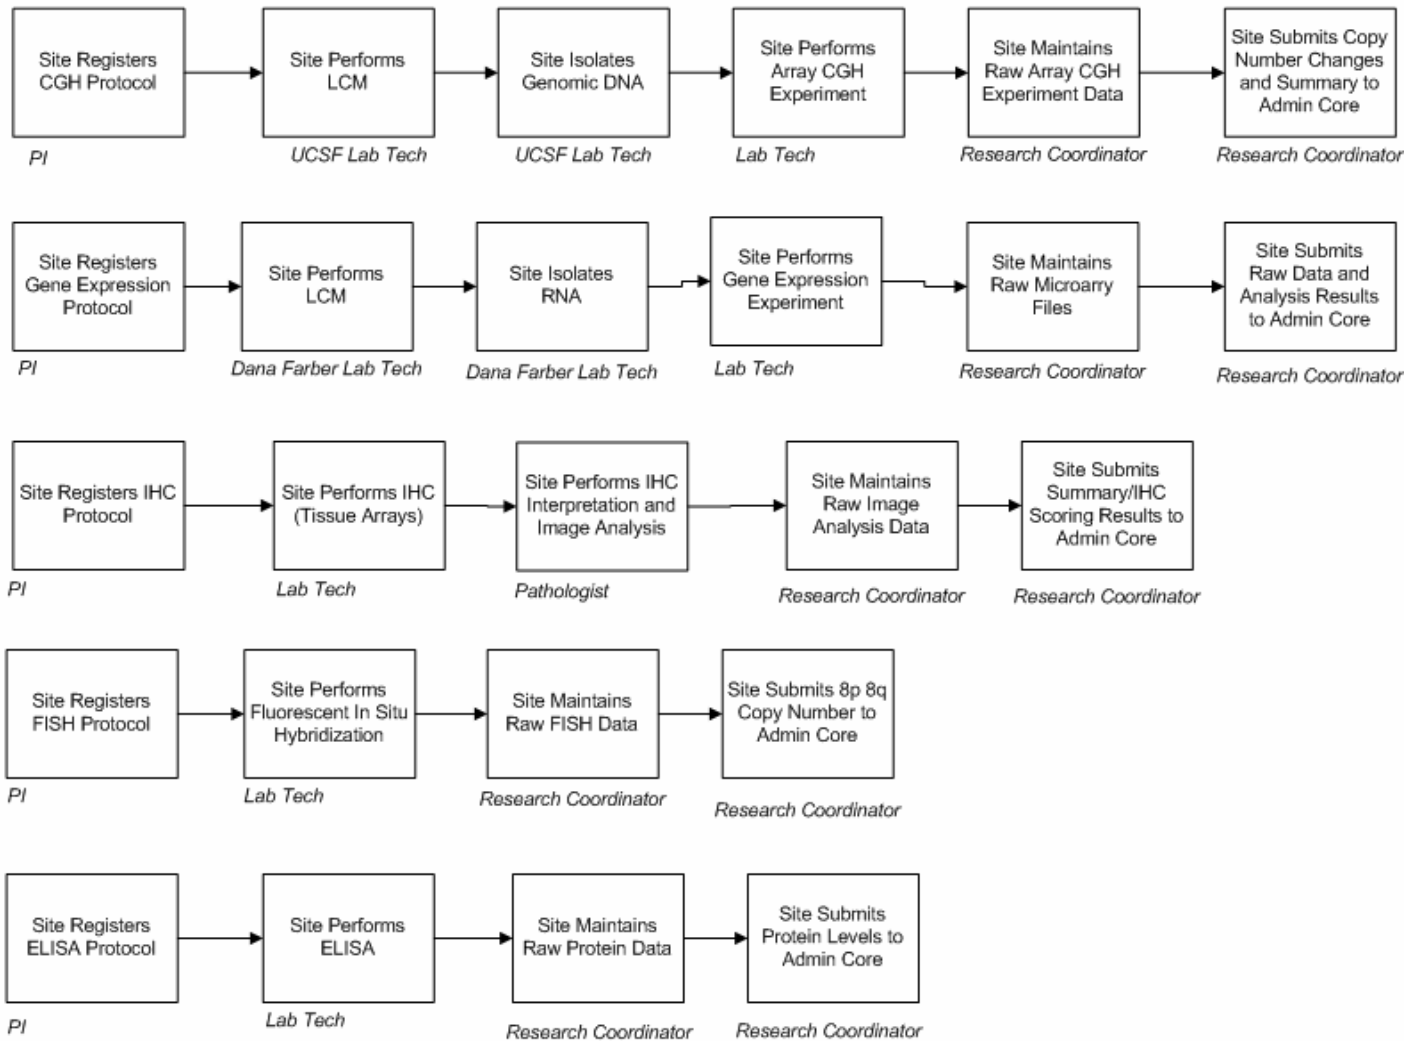 Site Registers
CGH Protocol
PI
Site Performs
LCM
UCSF Lab Tech
Site Isolates
Genomic DNA
UCSF Lab Tech
Site Performs
Array CGH
Experiment
Lab Tech
Site Maintains
Raw Array CGH
Experiment Data
Research Coordinator
Site Submits Copy
Number Changes
and Summary to
Admin Core
Research Coordinator
Site Registers
Gene Expression
Protocol
PI
Site Performs
LCM
Dana Farber Lab Tech
Site Isolates
RNA
Dana Farber Lab Tech
Site Performs
Gene Expression
Experiment
Lab Tech
Site Maintains
Raw Microarry
Files
Research Coordinator
Site Submits
Raw Data and
Analysis Results
to Admin Core
Research Coordinator
Site Registers IHC
Protocol
PI
Site Performs IHC
(Tissue Arrays)
Lab Tech
Site Performs IHC
Interpretation and
Image Analysis
Pathologist
Site Maintains
Raw Image
Analysis Data
Research Coordinator
Site Submits
Summary/IHC
Scoring Results to
Admin Core
Research Coordinator
Site Registers
FISH Protocol
PI
Site Performs
Fluorescent In Situ
Hybridization
Lab Tech
Site Maintains
Raw FISH Data
Research Coordinator
Site Submits 8p 8q
Copy Number to
Admin Core
Research Coordinator
Site Registers
ELISA Protocol
PI
Site Performs
ELISA
Lab Tech
Site Maintains
Raw Protein Data
Research Coordinator
Site Submits
Protein Levels to
Admin Core
Research Coordinator